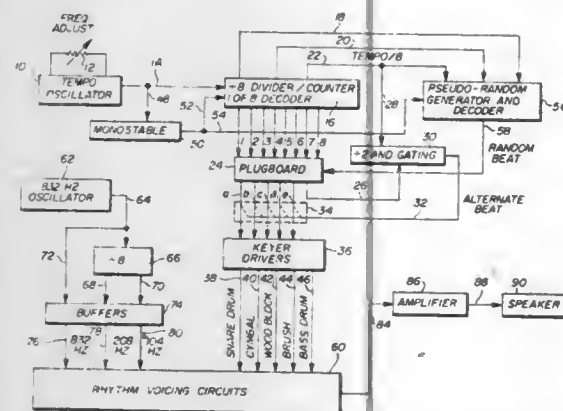 FREQ
ADJUST
10
12
TEMPO
OSCILLATOR
14
48
MONOSTABLE
50
52
54
÷8 DIVIDER / COUNTER
1 OF 8 DECODER
16
18
20
22
TEMPO/8
28
PSEUDO-RANDOM
GENERATOR AND
DECODER
56
58
RANDOM
BEAT
30
÷2 AND GATING
1 2 3 4 5 6 7 8
24
PLUGBOARD
26
32
ALTERNATE
BEAT
a b c d e
34
KEYER
DRIVERS
36
62
832 HZ
OSCILLATOR
64
72
÷8
66
68
70
BUFFERS
74
76
832
HZ
78
208
HZ
80
104
HZ
38
SNARE DRUM
40
CYMBAL
42
WOOD BLOCK
44
BRUSH
46
BASS DRUM
60
RHYTHM VOICING CIRCUITS
84
86
AMPLIFIER
88
90
SPEAKER